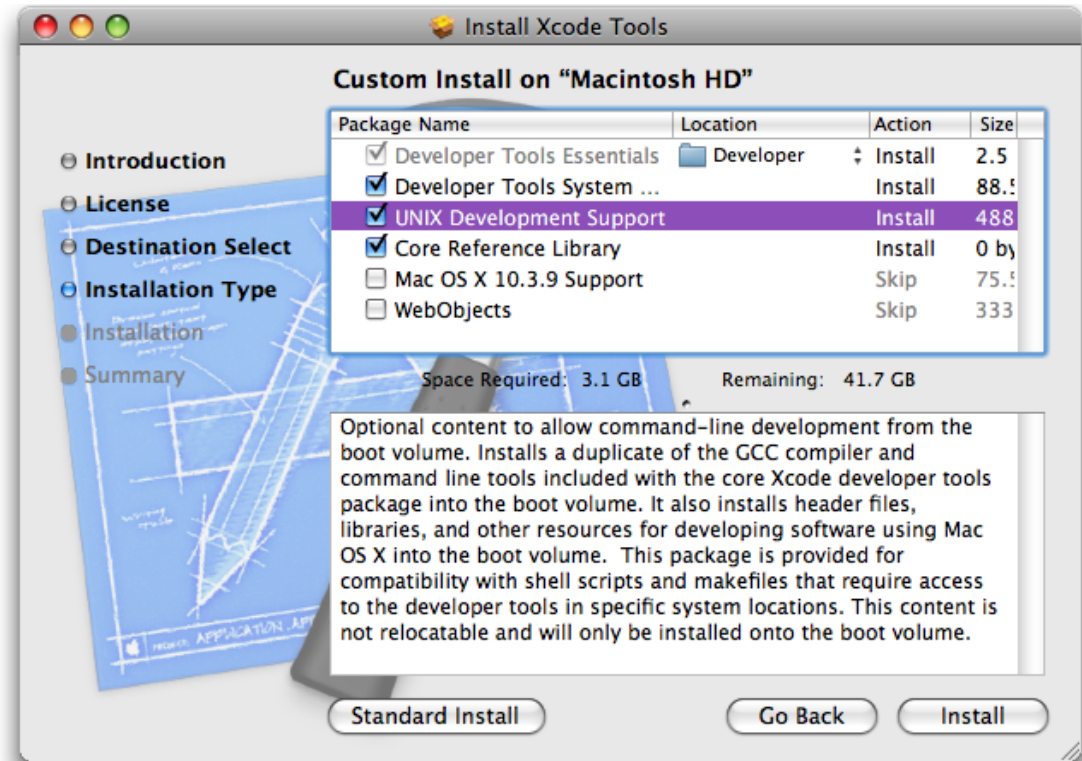 Install Xcode Tools
Custom Install on “Macintosh HD”
Introduction
License
Destination Select
Installation Type
Installation
Summary
Package Name Location Action Size
Developer Tools Essentials Developer Install 2.5
Developer Tools System ... Install 88.5
UNIX Development Support Install 488
Core Reference Library Install 0 by
Mac OS X 10.3.9 Support Skip 75.5
WebObjects Skip 333
Space Required: 3.1 GB Remaining: 41.7 GB
Optional content to allow command-line development from the
boot volume. Installs a duplicate of the GCC compiler and
command line tools included with the core Xcode developer tools
package into the boot volume. It also installs header files,
libraries, and other resources for developing software using Mac
OS X into the boot volume.  This package is provided for
compatibility with shell scripts and makefiles that require access
to the developer tools in specific system locations. This content is
not relocatable and will only be installed onto the boot volume.
APPLICATION
Standard Install Go Back Install